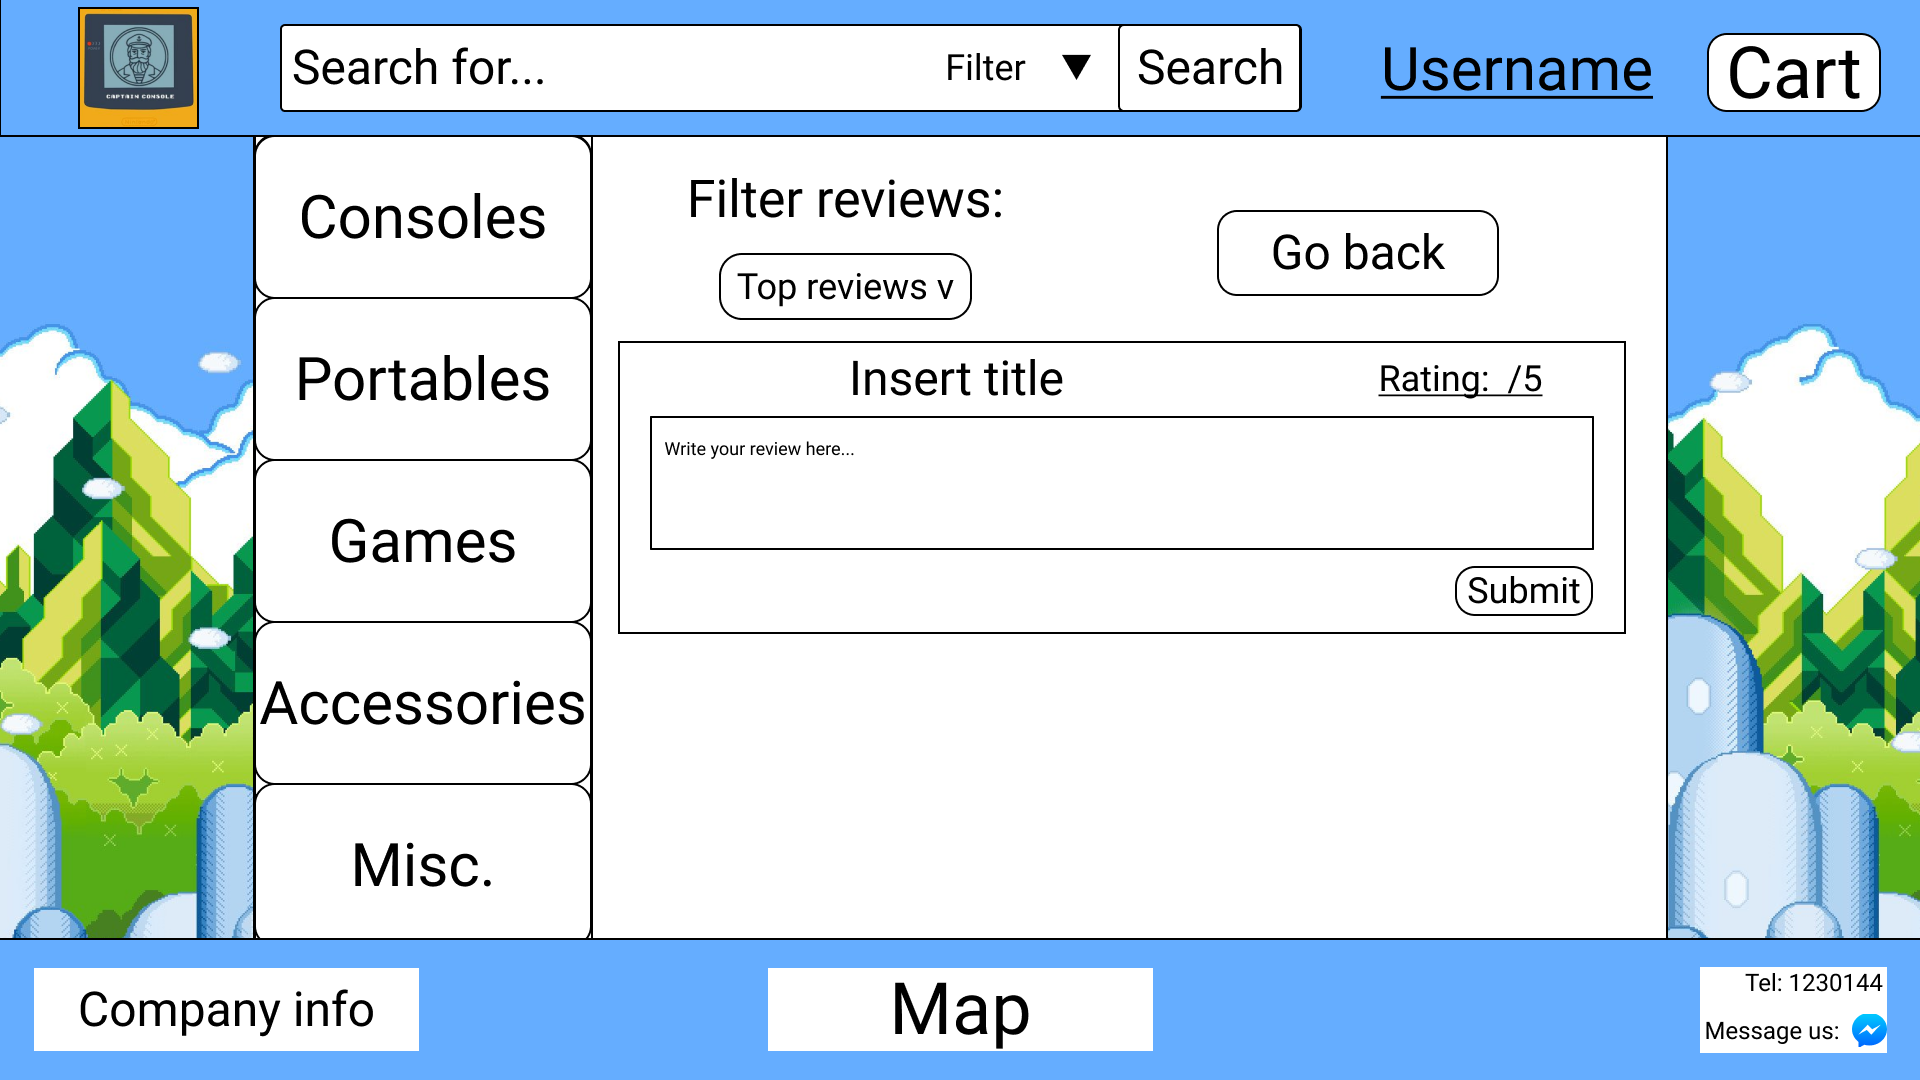 CAPTAIN CONSOLE
Search for...
Filter
Search
Username
Cart
Consoles
Portables
Games
Accessories
Misc.
Filter reviews:
Top reviews v
Go back
Insert title
Rating:  /5
Write your review here...
Submit
Company info
Map
Tel: 1230144
Message us: